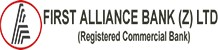 FIRST ALLIANCE BANK (Z) LTD
(Registered Commercial Bank)